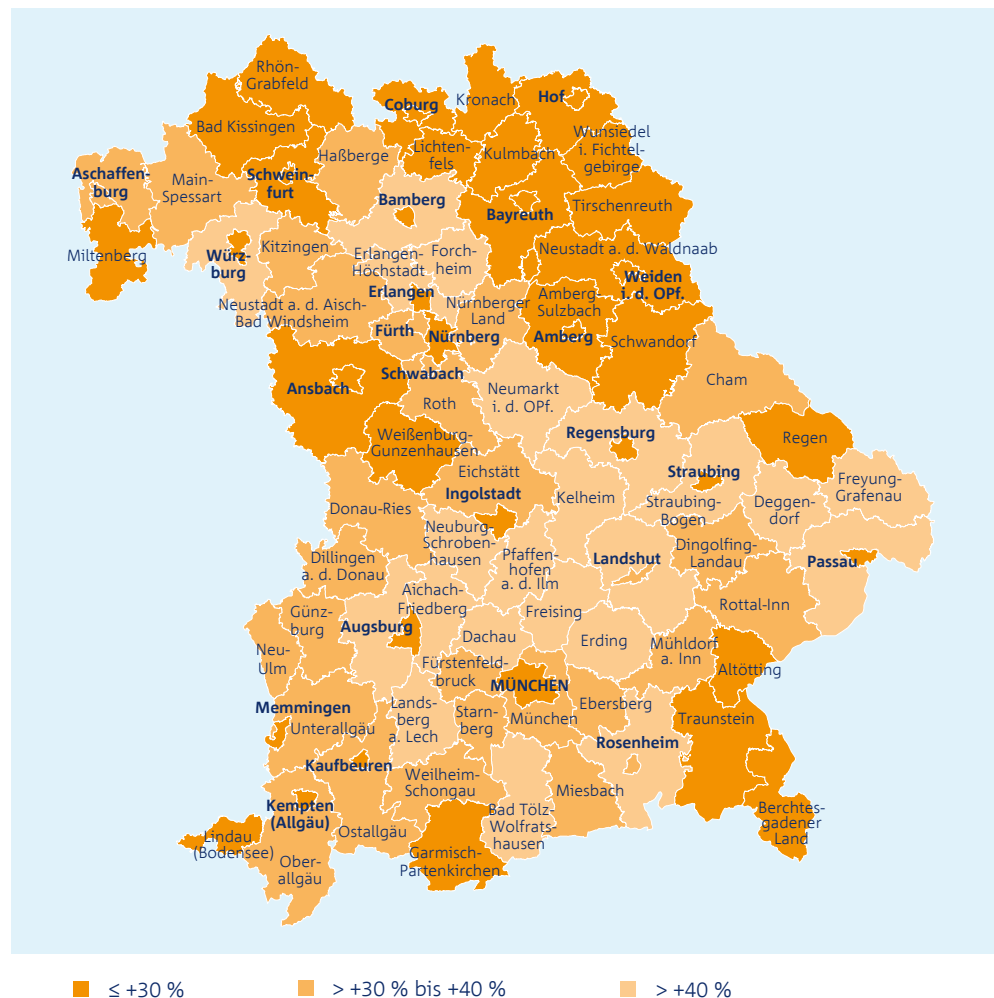 Rhön-
Grabfeld
Coburg
Kronach
Hof
Bad Kissingen
Wunsiedel
i. Fichtel-
gebirge
Lichten-
fels
Kulmbach
Haßberge
Aschaffen-
burg
Main-
Spessart
Schwein-
furt
Bamberg
Bayreuth
Tirschenreuth
Miltenberg
Würz-
burg
Kitzingen
Erlangen-
Höchstadt
Forch-
heim
Neustadt a. d. Waldnaab
Weiden
i. d. OPf.
Erlangen
Neustadt a. d. Aisch-
Bad Windsheim
Nürnberger
Land
Amberg-
Sulzbach
Fürth
Nürnberg
Amberg
Schwandorf
Ansbach
Schwabach
Roth
Neumarkt
i. d. OPf.
Cham
Weißenburg-
Gunzenhausen
Regensburg
Regen
Eichstätt
Ingolstadt
Kelheim
Straubing
Straubing-
Bogen
Deggen-
dorf
Freyung-
Grafenau
Donau-Ries
Neuburg-
Schroben-
hausen
Pfaffen-
hofen
a. d. Ilm
Landshut
Dingolfing-
Landau
Passau
Dillingen
a. d. Donau
Aichach-
Friedberg
Freising
Rottal-Inn
Günz-
burg
Augsburg
Dachau
Erding
Mühldorf
a. Inn
Neu-
Ulm
Fürstenfeld-
bruck
MÜNCHEN
Altötting
Memmingen
Unterallgäu
Lands-
berg
a. Lech
Starn-
berg
München
Ebersberg
Traunstein
Rosenheim
Kaufbeuren
Weilheim-
Schongau
Miesbach
Kempten
(Allgäu)
Ostallgäu
Bad Tölz-
Wolfrats-
hausen
Berchtes-
gadener
Land
Lindau
(Bodensee)
Ober-
allgäu
Garmisch-
Partenkirchen
≤ +30 %
> +30 % bis +40 %
> +40 %